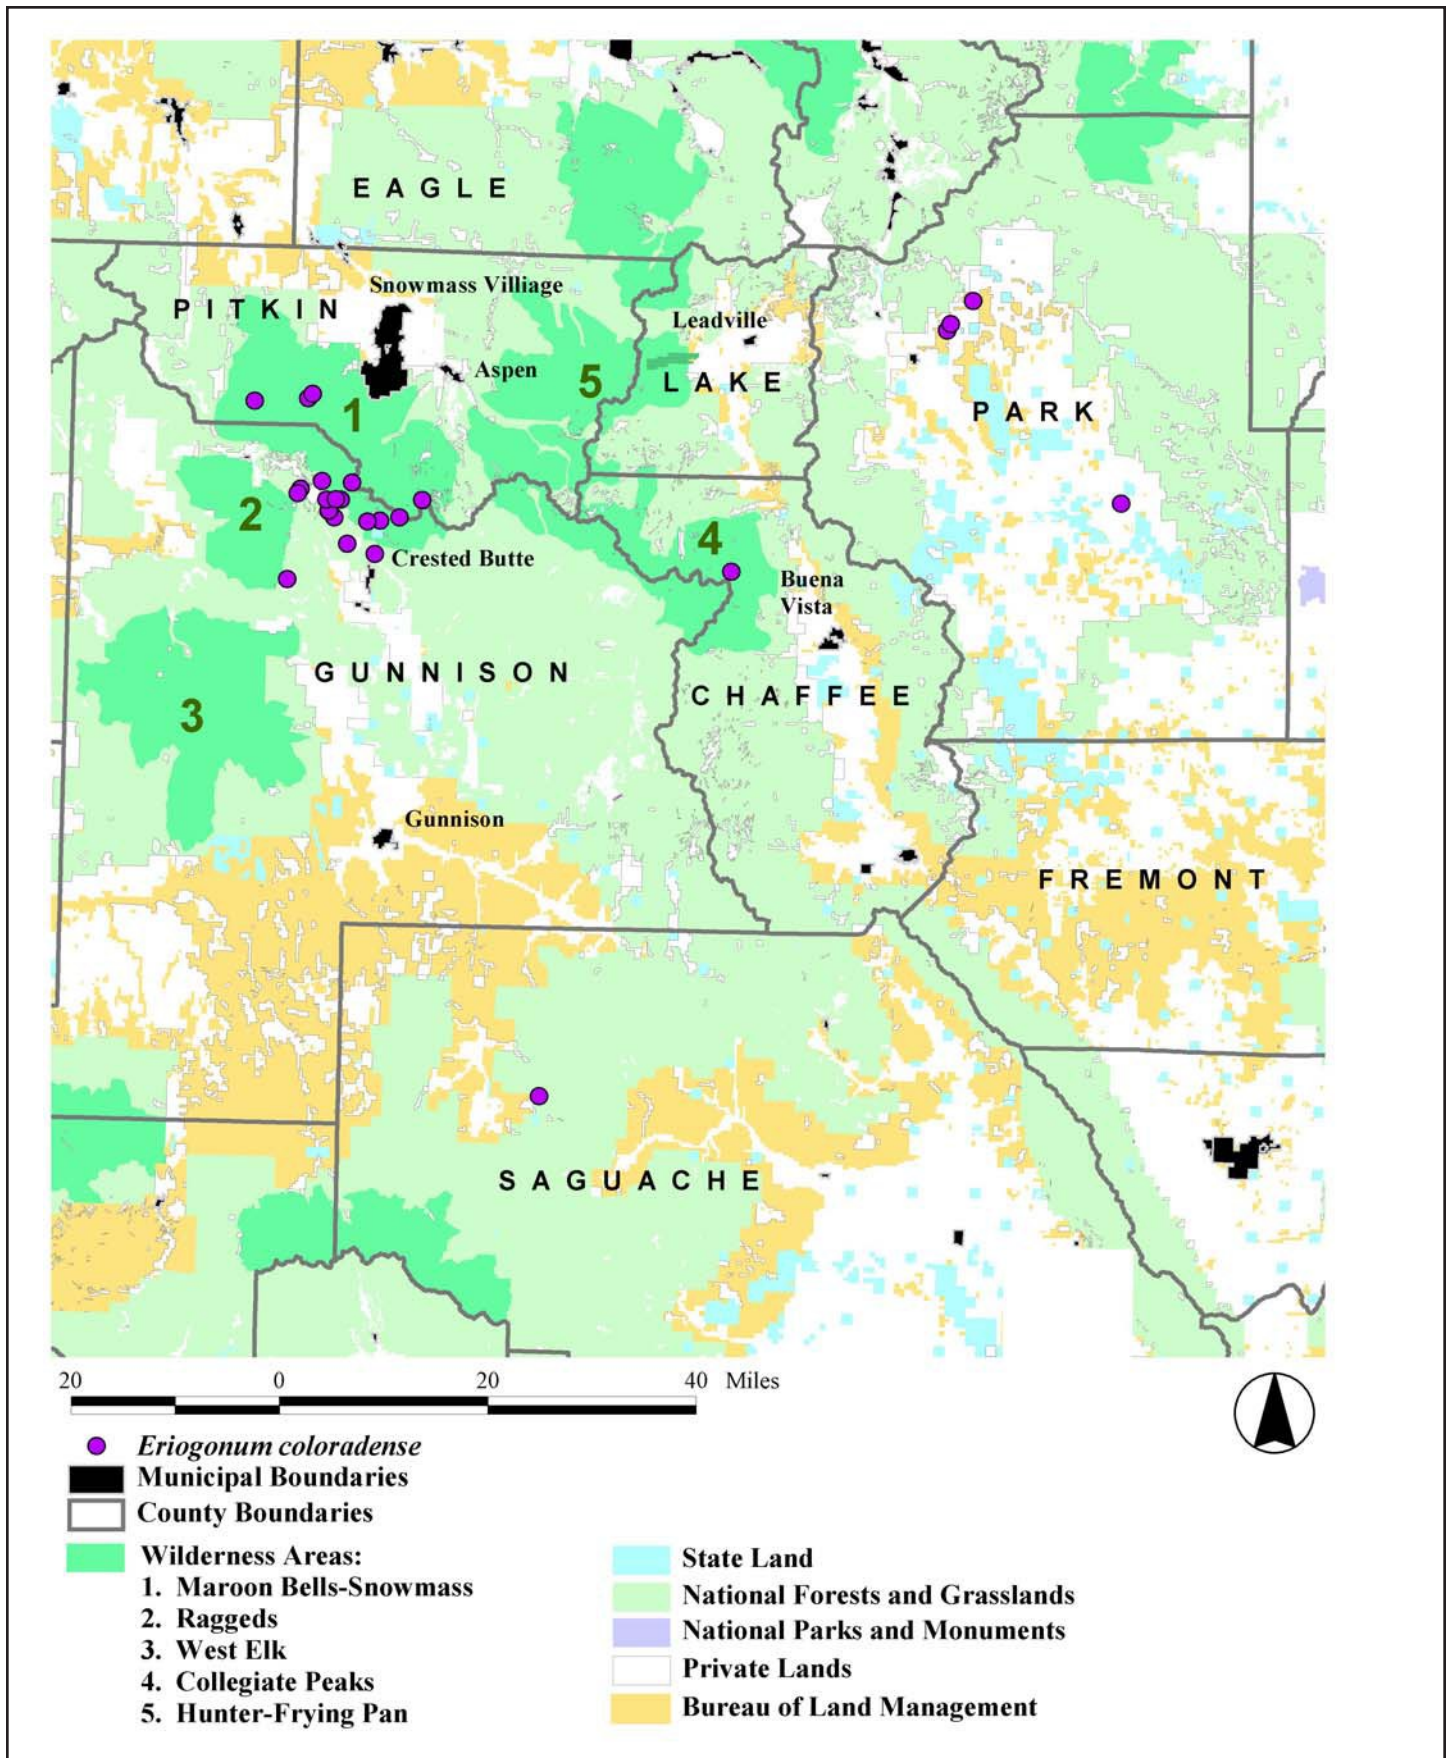 EAGLE
Snowmass Villiage
PITKIN
Leadville
Aspen
5
LAKE
1
PARK
2
4
Crested Butte
Buena
Vista
GUNNISON
CHAFFEE
3
Gunnison
FREMONT
SAGUACHE
20 0 20 40 Miles
Eriogonum coloradense
Municipal Boundaries
County Boundaries
Wilderness Areas:
1. Maroon Bells-Snowmass
2. Raggeds
3. West Elk
4. Collegiate Peaks
5. Hunter-Frying Pan
State Land
National Forests and Grasslands
National Parks and Monuments
Private Lands
Bureau of Land Management